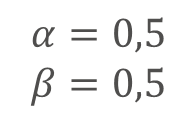 α = 0,5
β = 0,5